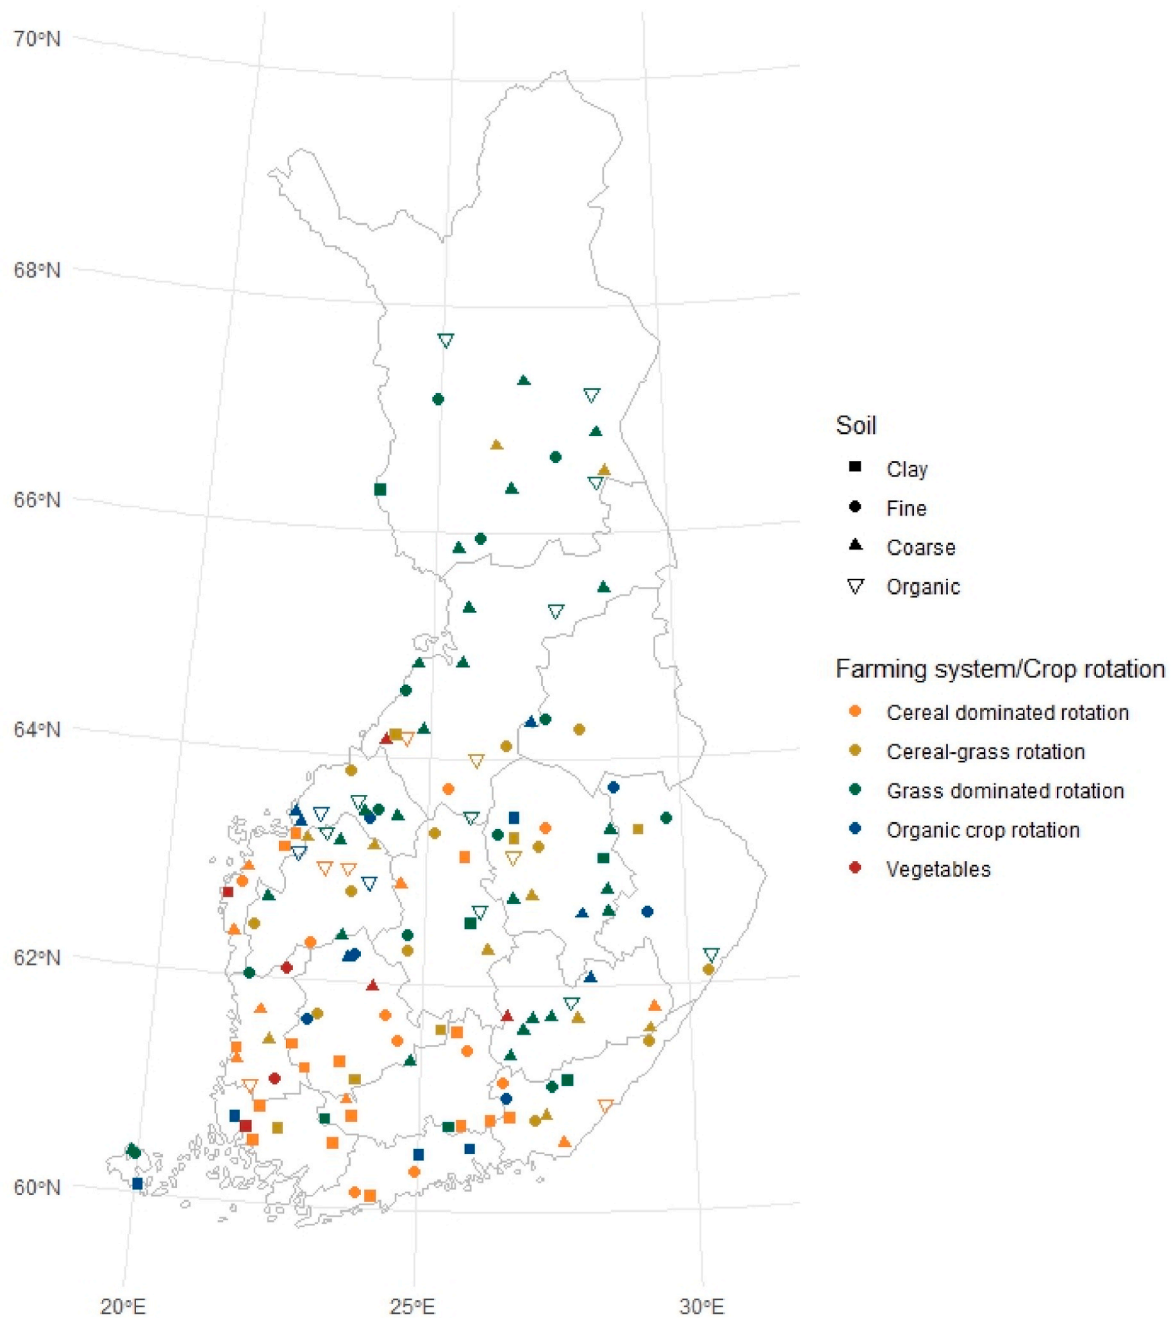 70°N
68°N
66°N
64°N
62°N
60°N
20°E
25°E
30°E
Soil
Clay
Fine
Coarse
Organic
Farming system/Crop rotation
Cereal dominated rotation
Cereal-grass rotation
Grass dominated rotation
Organic crop rotation
Vegetables